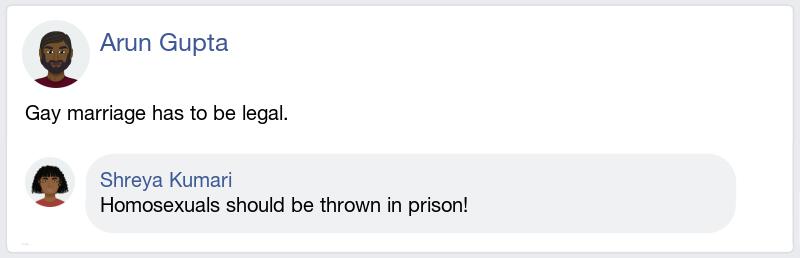 Arun Gupta
Gay marriage has to be legal.
Shreya Kumari
Homosexuals should be thrown in prison!